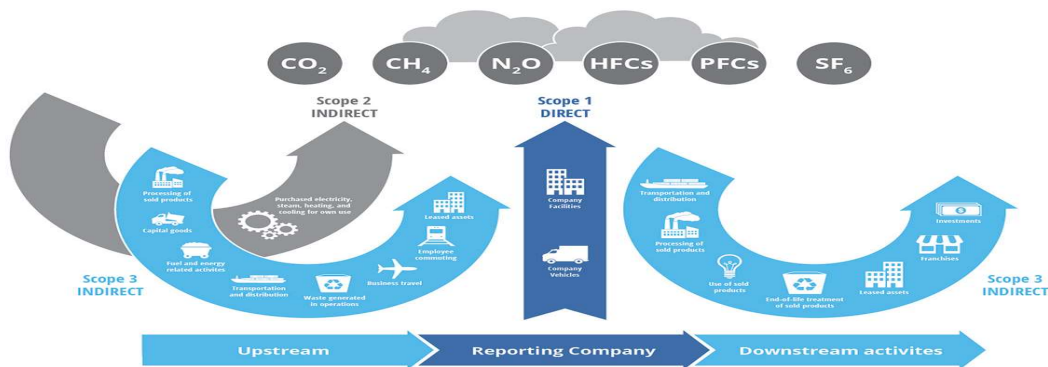 CO2
CH4
N2O
HFCs
PFCs
SF6
Scope 2
INDIRECT
Scope 1
DIRECT
Processing of
sold products
Capital goods
Fuel and energy
related activites
Transportation
and distribution
Waste generated
in operations
Business travel
Employee
commuting
Leased assets
Purchased electricity,
steam, heating, and
cooling for own use
Scope 3
INDIRECT
Company
Facilities
Company
Vehicles
Transportation and
distribution
Processing of
sold products
Use of sold
products
End-of-life treatment
of sold products
Leased assets
Franchises
Investments
Scope 3
INDIRECT
Upstream
Reporting Company
Downstream activites